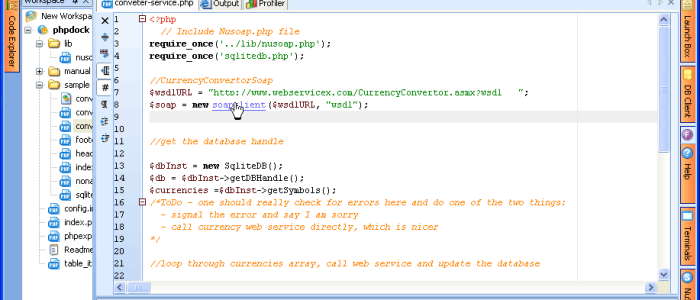 conveter-service.php
Output
Profiler
Workspace
New Workspa
phpdock
lib
nuso
manual
sample
conv
conv
conve
foote
head
index
nona
sqlite
config.in
index.p
phpexp
Readme
table_it
Code Explorer
Launch Box
DB Client
Help
Terminals
1 <?php
2 // Include Nusoap.php file
3 require_once('../lib/nusoap.php');
4 require_once('sqlitedb.php');
5
6 //CurrencyConvertorSoap
7 $wsdlURL = "http://www.webservicex.com/CurrencyConvertor.asmx?wsdl ";
8 $soap = new soapclient($wsdlURL, "wsdl");
9
10
11 //get the database handle
12
13 $dbInst = new SqliteDB();
14 $db = $dbInst->getDBHandle();
15 $currencies =$dbInst->getSymbols();
16 /*ToDo - one should really check for errors here and do one of the two things:
17 - signal the error and say I am sorry
18 - call currency web service directly, which is nicer
19 */
20
21 //loop through currencies array, call web service and update the database
22